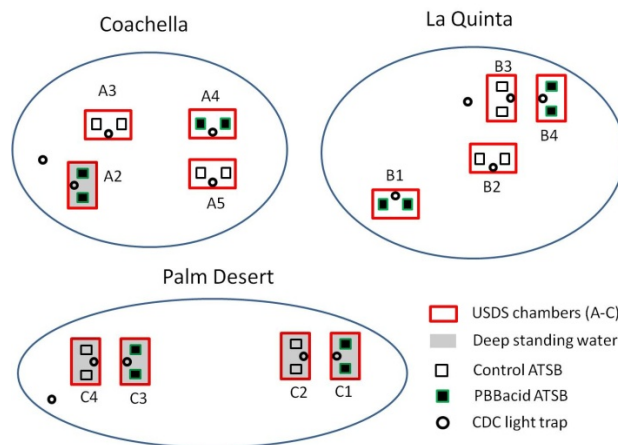 Coachella
La Quinta
A3
A4
A2
A5
B3
B4
B2
B1
Palm Desert
C4
C3
C2
C1
USDS chambers (A-C)
Deep standing water
Control ATSB
PBBacid ATSB
CDC light trap